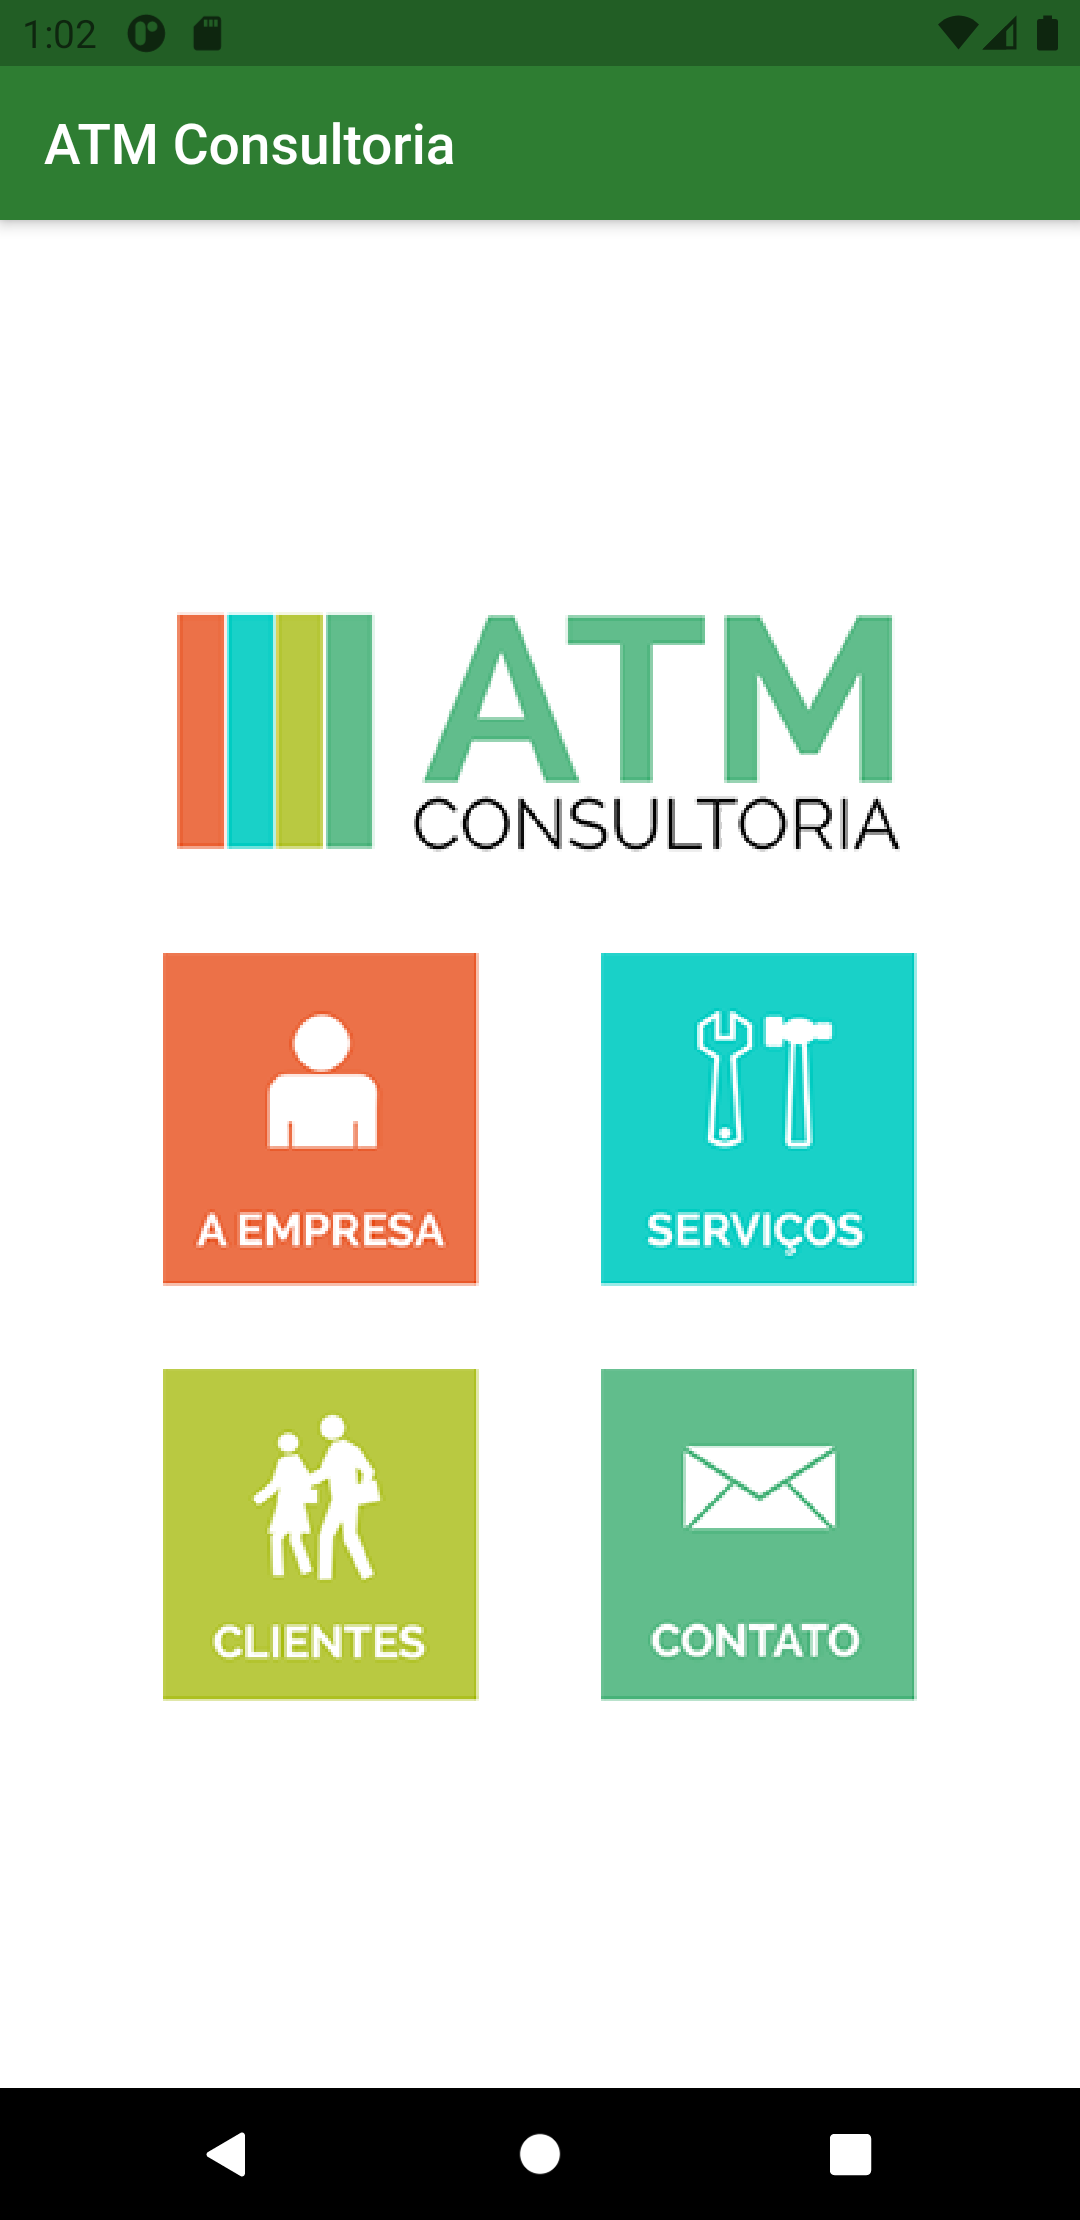 1:02
ATM Consultoria
ATM
CONSULTORIA
A EMPRESA
SERVIÇOS
CLIENTES
CONTATO